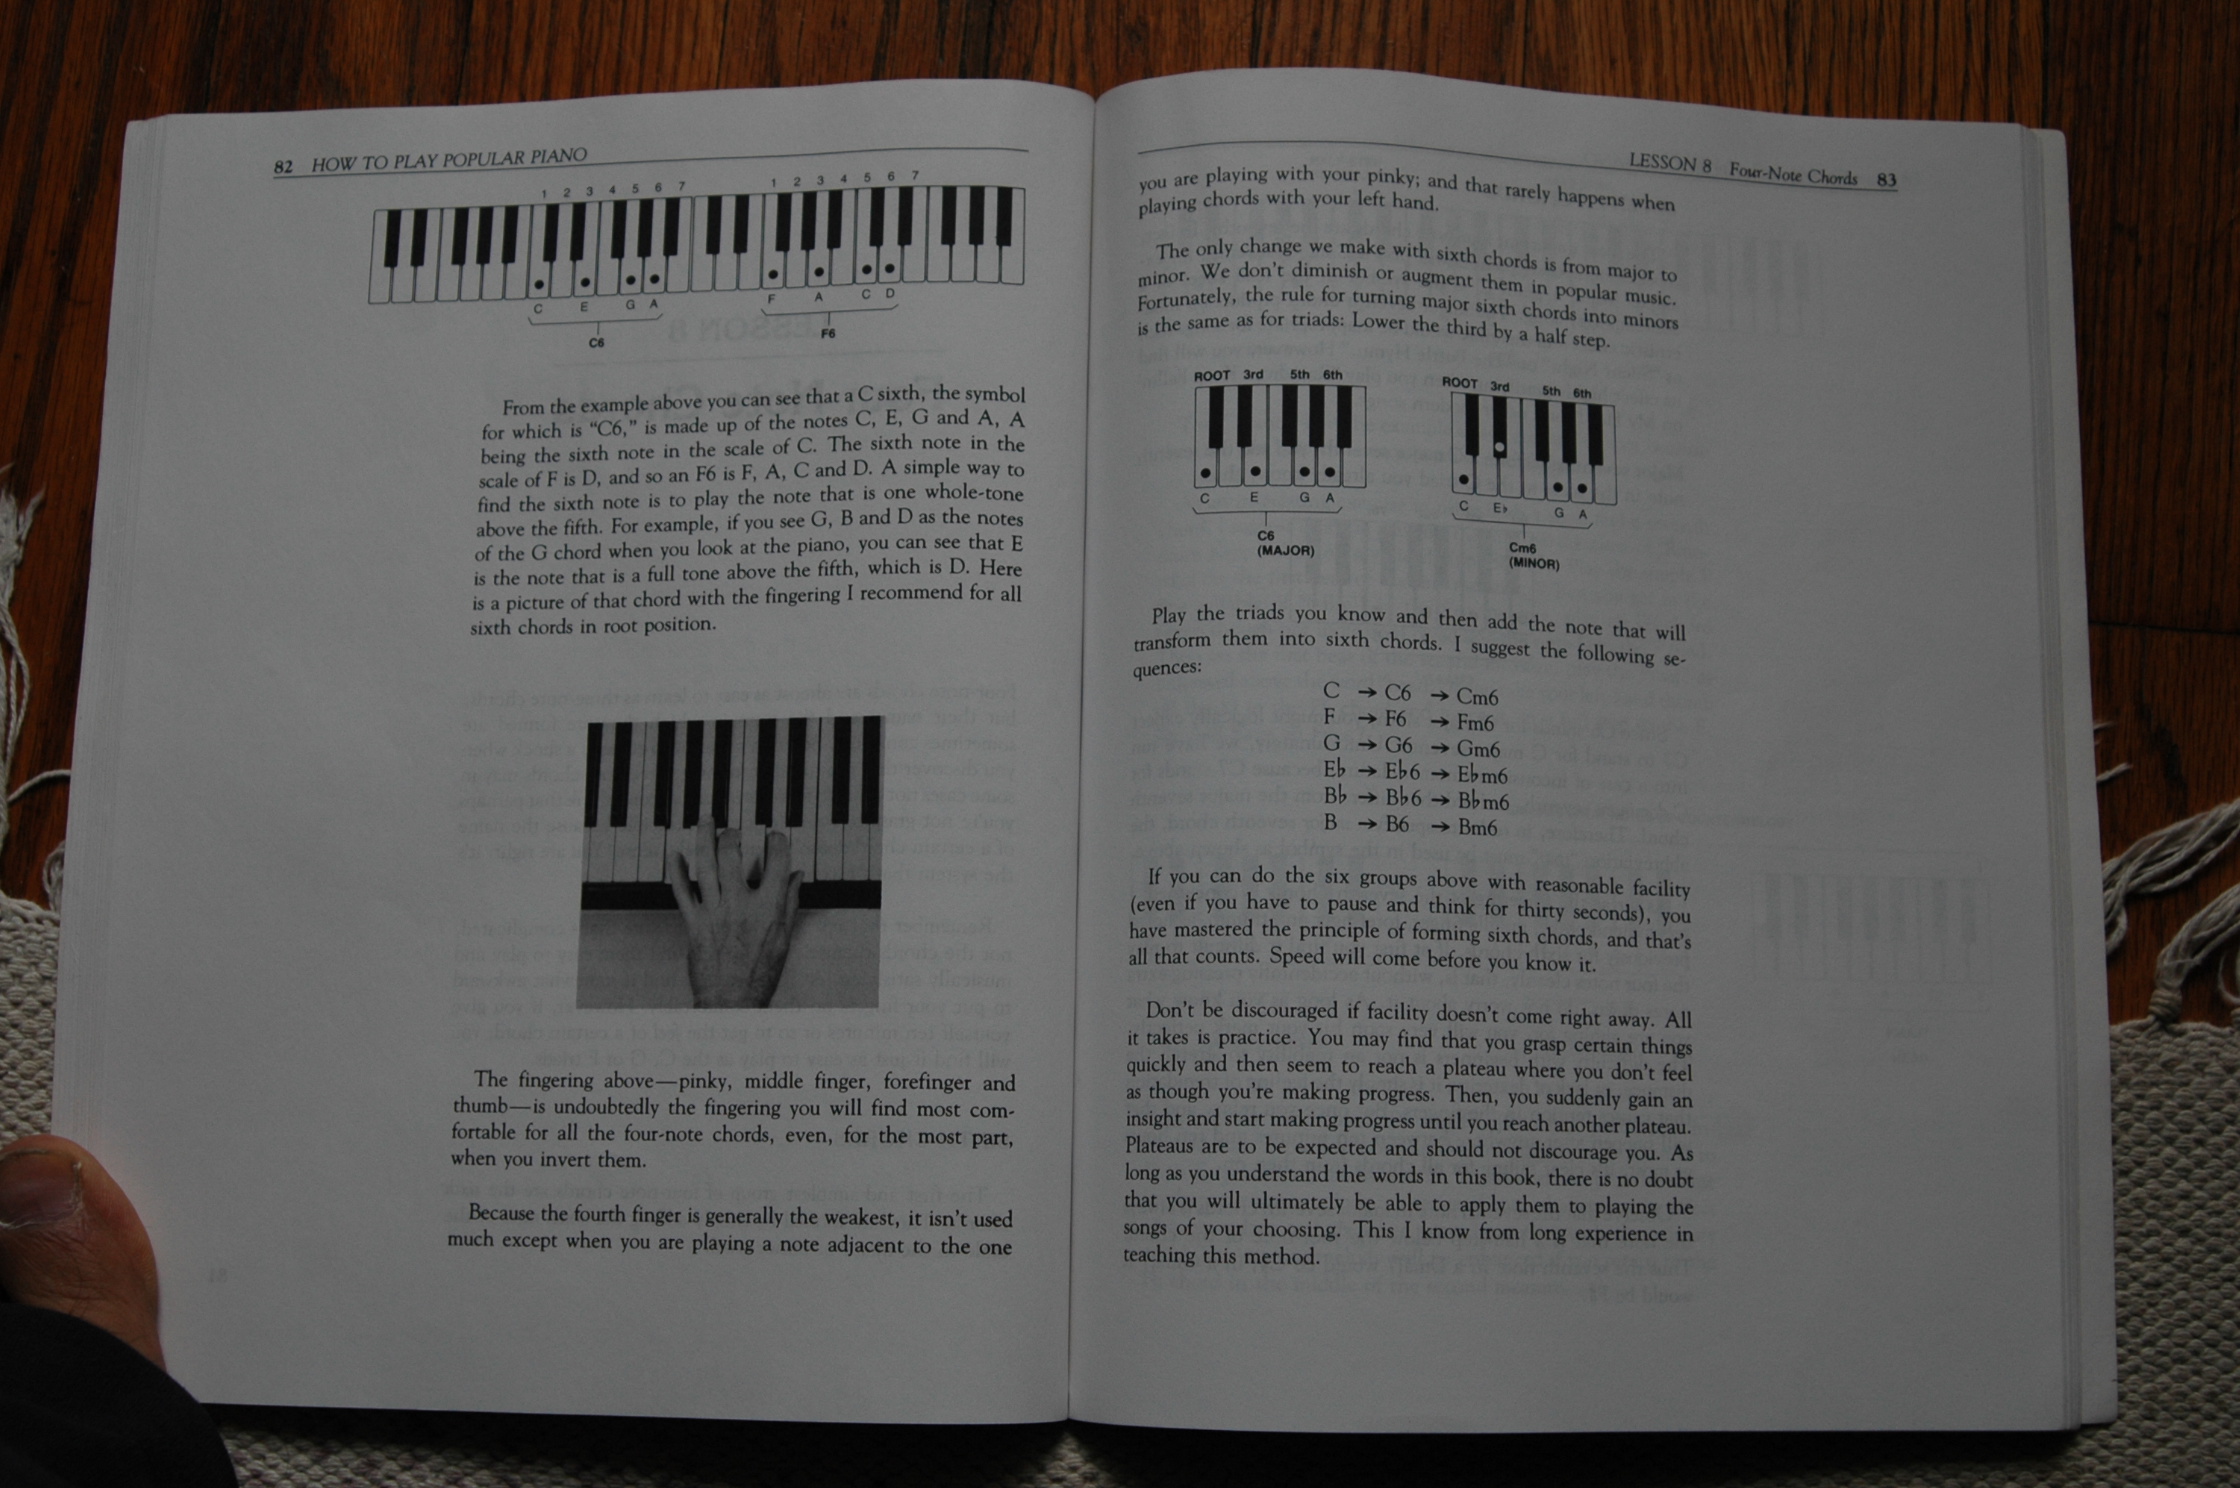 82 HOW TO PLAY POPULAR PIANO
1 2 3 4 5 6 7 1 2 3 4 5 6 7
C E G A F A C D
C6 F6
From the example above you can see that a C sixth, the symbol
for which is “C6,” is made up of the notes C, E, G and A, A
being the sixth note in the scale of C. The sixth note in the
scale of F is D, and so an F6 is F, A, C and D. A simple way to
find the sixth note is to play the note that is one whole-tone
above the fifth. For example, if you see G, B and D as the notes
of the G chord when you look at the piano, you can see that E
is the note that is a full tone above the fifth, which is D. Here
is a picture of that chord with the fingering I recommend for all
sixth chords in root position.
The fingering above—pinky, middle finger, forefinger and
thumb—is undoubtedly the fingering you will find most com-
fortable for all the four-note chords, even, for the most part,
when you invert them.
Because the fourth finger is generally the weakest, it isn't used
much except when you are playing a note adjacent to the one
LESSON 8 Four-Note Chords 83
you are playing with your pinky; and that rarely happens when
playing chords with your left hand.
The only change we make with sixth chords is from major to
minor. We don't diminish or augment them in popular music.
Fortunately, the rule for turning major sixth chords into minors
is the same as for triads: Lower the third by a half step.
ROOT 3rd 5th 6th ROOT 3rd 5th 6th
C E G A C E♭ G A
C6 Cm6
(MAJOR) (MINOR)
Play the triads you know and then add the note that will
transform them into sixth chords. I suggest the following se-
quences:
C → C6 → Cm6
F → F6 → Fm6
G → G6 → Gm6
E♭ → E♭6 → E♭m6
B♭ → B♭6 → B♭m6
B → B6 → Bm6
If you can do the six groups above with reasonable facility
(even if you have to pause and think for thirty seconds), you
have mastered the principle of forming sixth chords, and that's
all that counts. Speed will come before you know it.
Don't be discouraged if facility doesn't come right away. All
it takes is practice. You may find that you grasp certain things
quickly and then seem to reach a plateau where you don't feel
as though you're making progress. Then, you suddenly gain an
insight and start making progress until you reach another plateau.
Plateaus are to be expected and should not discourage you. As
long as you understand the words in this book, there is no doubt
that you will ultimately be able to apply them to playing the
songs of your choosing. This I know from long experience in
teaching this method.